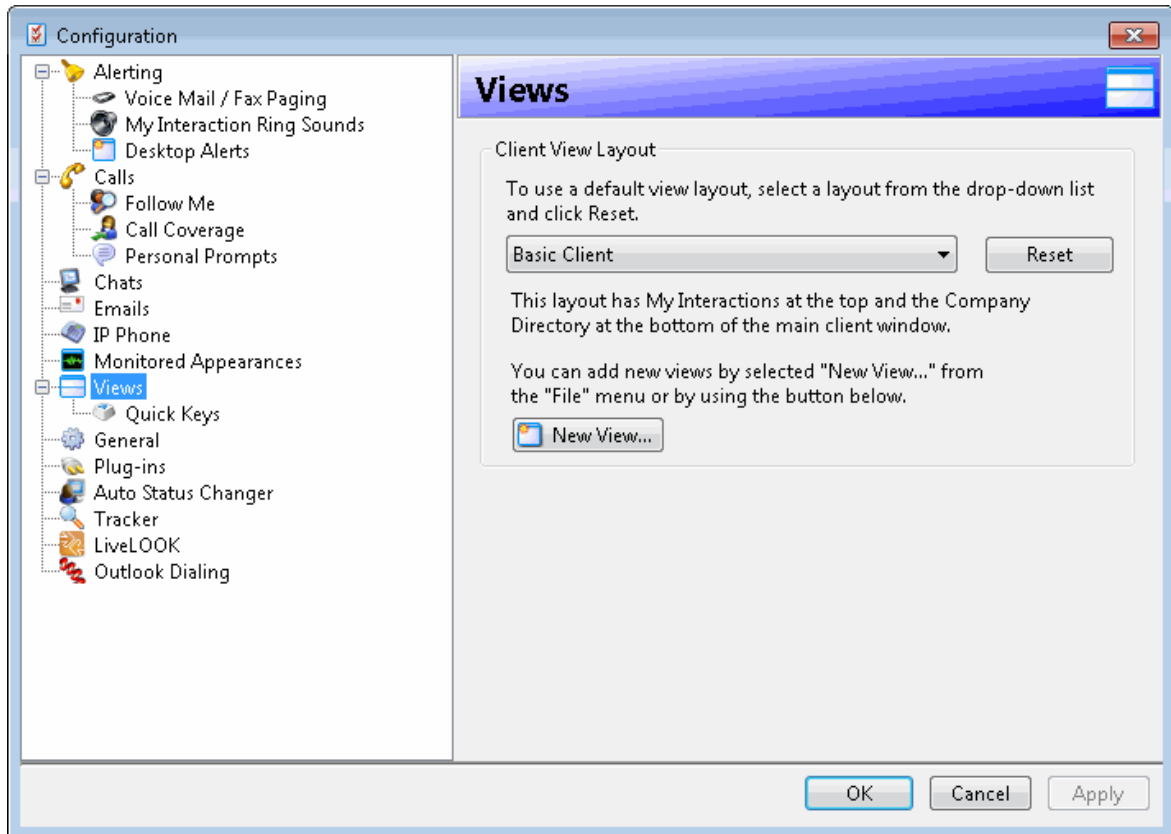 Configuration
Alerting
Voice Mail / Fax Paging
My Interaction Ring Sounds
Desktop Alerts
Calls
Follow Me
Call Coverage
Personal Prompts
Chats
Emails
IP Phone
Monitored Appearances
Views
Quick Keys
General
Plug-ins
Auto Status Changer
Tracker
LiveLOOK
Outlook Dialing
Views
Client View Layout
To use a default view layout, select a layout from the drop-down list
and click Reset.
Basic Client
Reset
This layout has My Interactions at the top and the Company
Directory at the bottom of the main client window.
You can add new views by selected "New View..." from
the "File" menu or by using the button below.
New View...
OK
Cancel
Apply